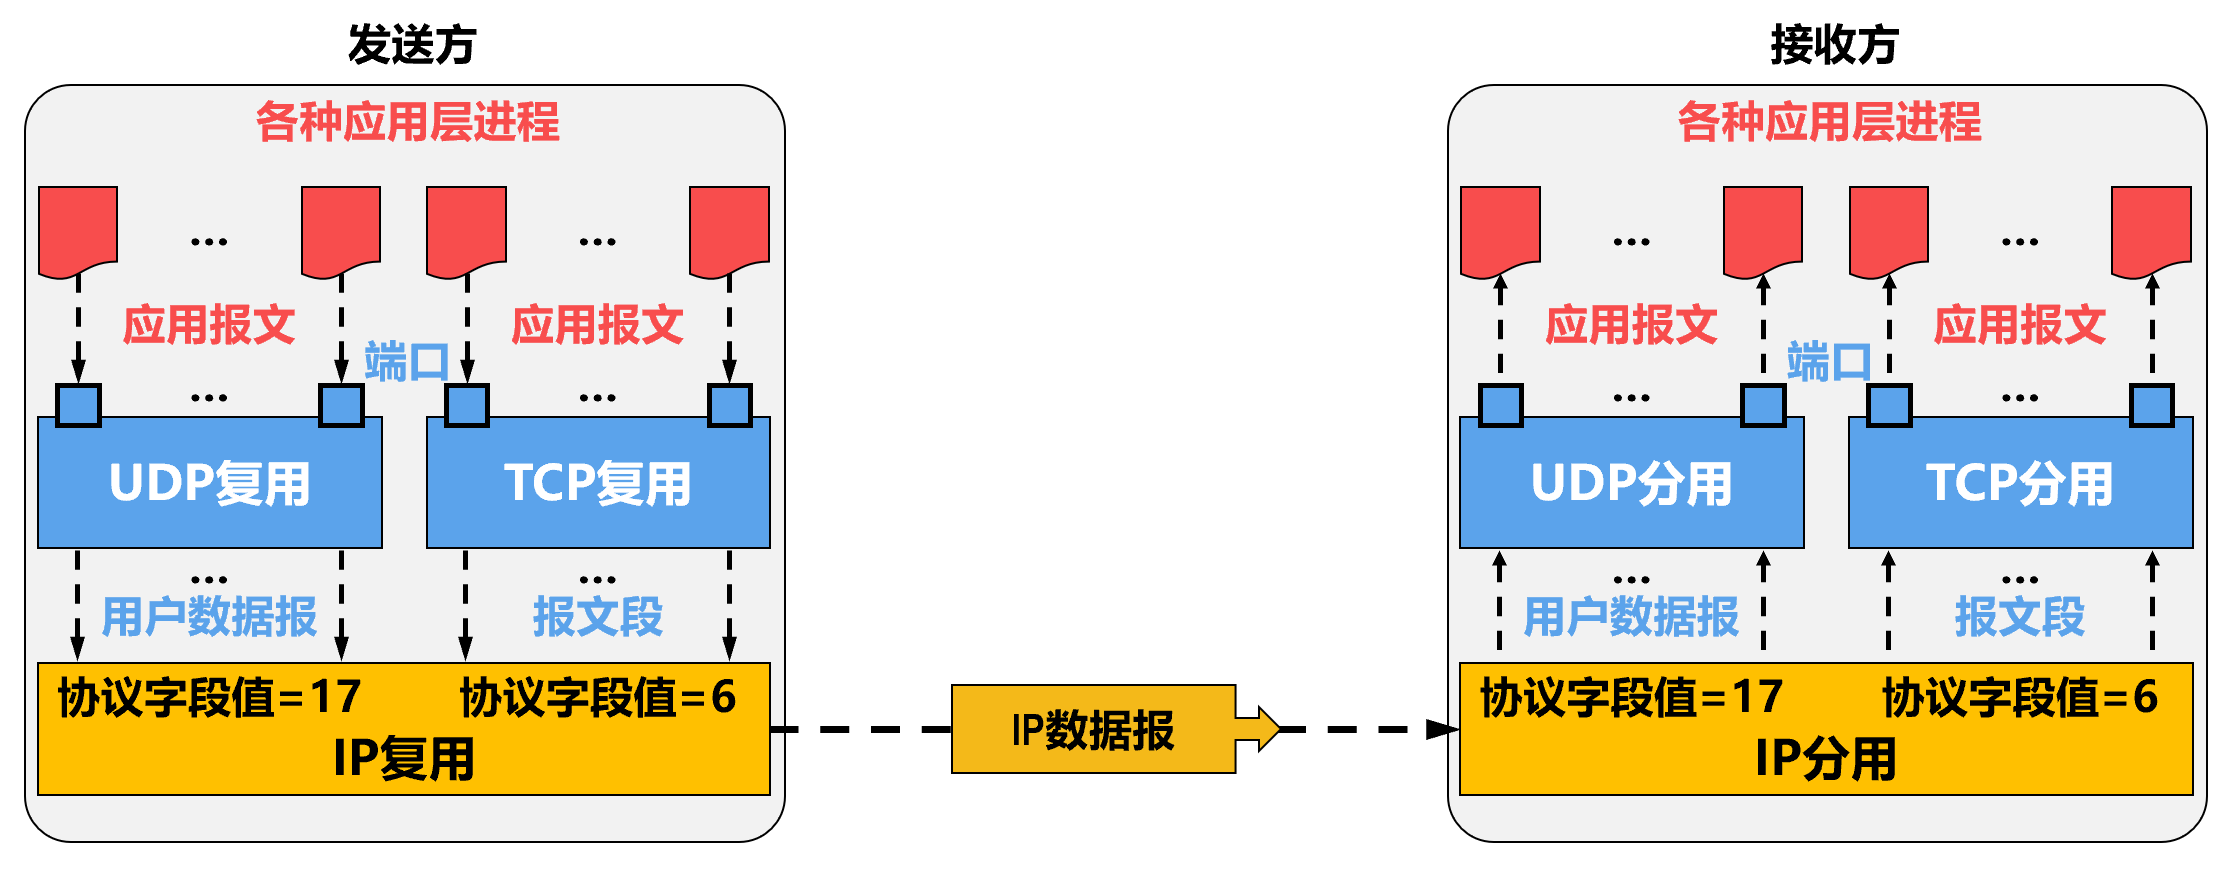 发送方
各种应用层进程
...
...
应用报文
应用报文
端口
...
...
UDP复用
TCP复用
...
...
用户数据报
报文段
协议字段值=17
协议字段值=6
IP复用
IP数据报
接收方
各种应用层进程
...
...
应用报文
应用报文
端口
...
...
UDP分用
TCP分用
...
...
用户数据报
报文段
协议字段值=17
协议字段值=6
IP分用